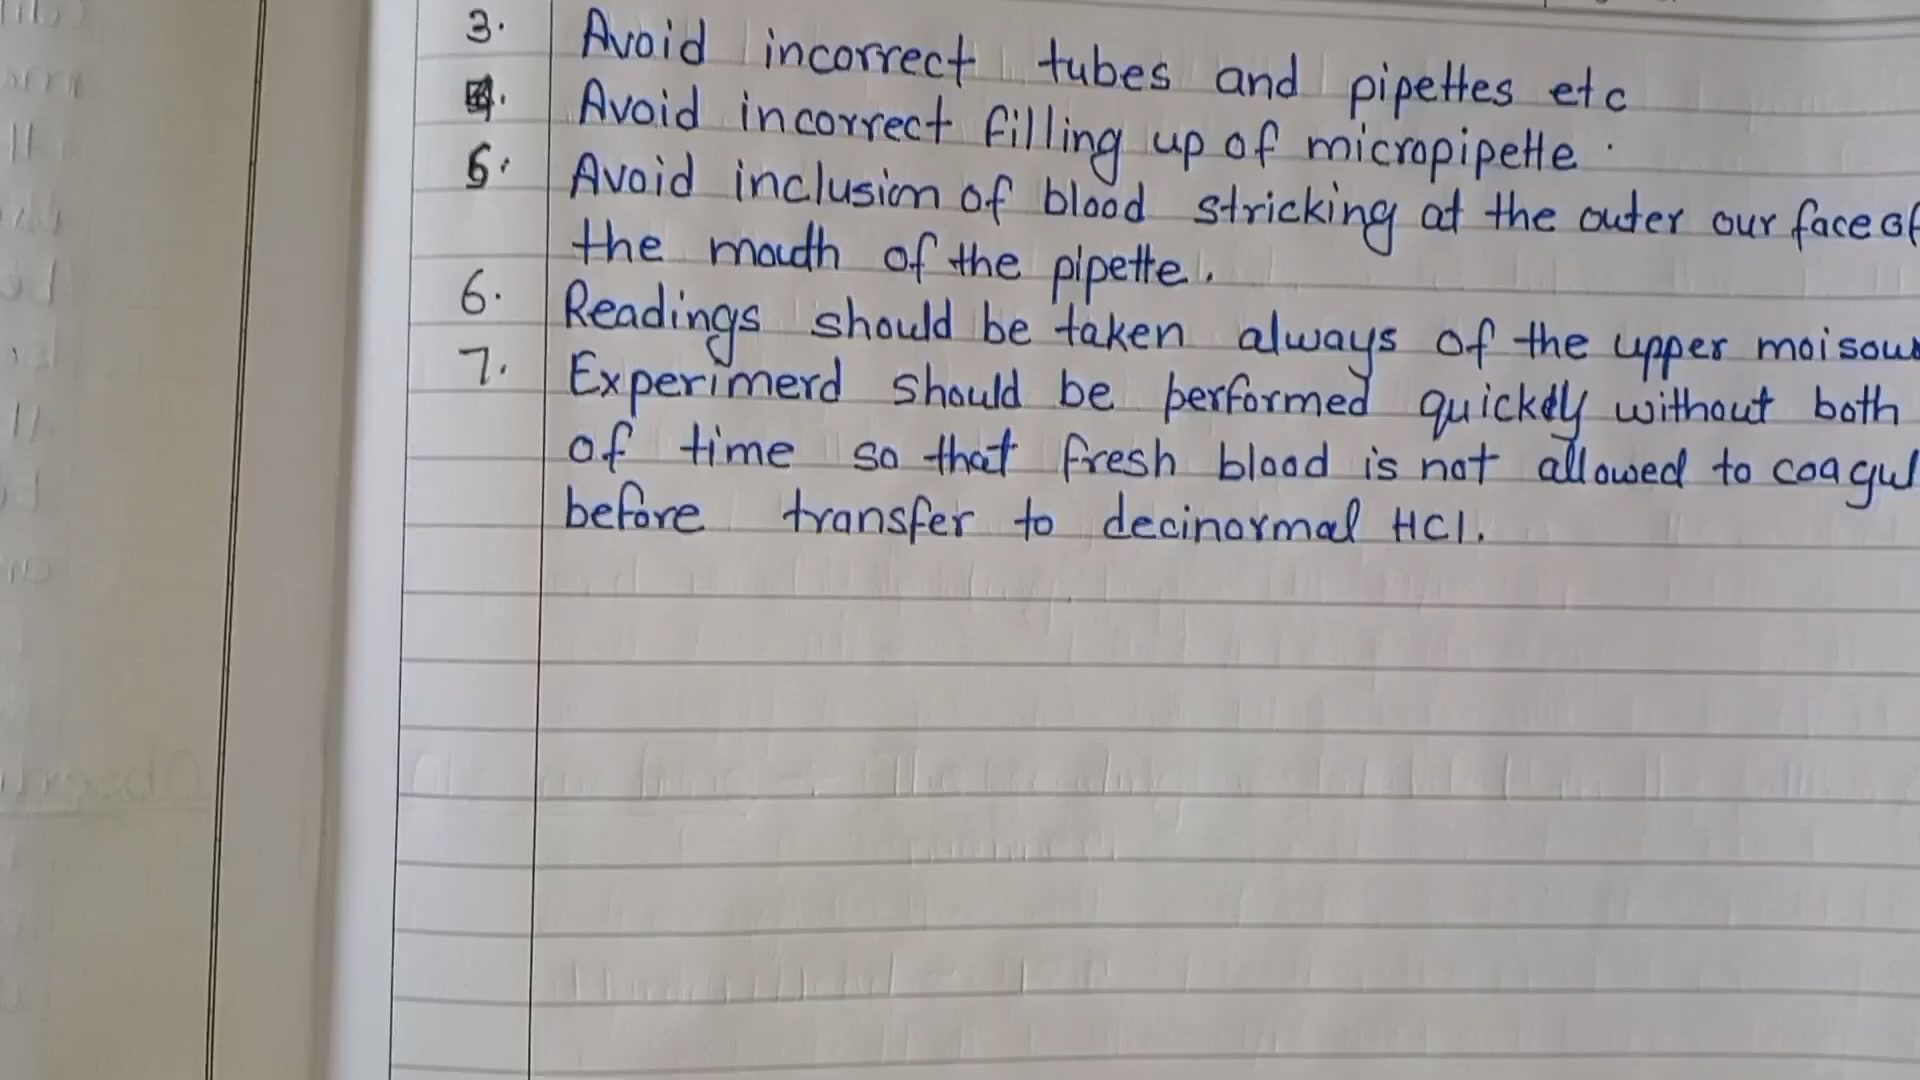 3. Avoid incorrect tubes and pipettes etc
4. Avoid incorrect filling up of micropipette.
5. Avoid inclusion of blood stricking at the outer our face of
the mouth of the pipette.
6. Readings should be taken always of the upper moisou
7. Experimerd should be performed quickly without both
of time so that fresh blood is not allowed to coagul
before transfer to decinormal HCl.